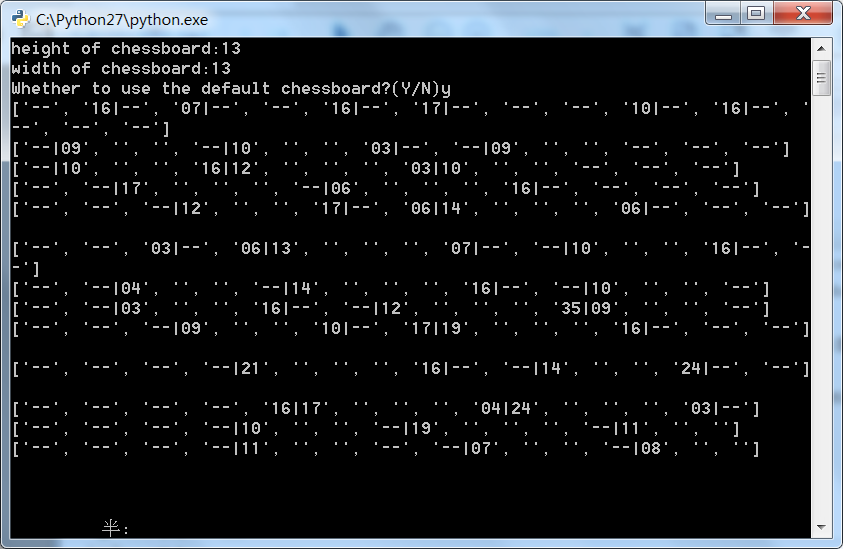 C:\Python27\python.exe
height of chessboard:13
width of chessboard:13
Whether to use the default chessboard?(Y/N)y
['--', '16|--', '07|--', '--', '16|--', '17|--', '--', '--', '10|--', '16|--', '
--', '--', '--']
['--|09', '', '', '--|10', '', '', '03|--', '--|09', '', '', '--', '--', '--']
['--|10', '', '', '16|12', '', '', '', '03|10', '', '', '--', '--', '--']
['--', '--|17', '', '', '', '--|06', '', '', '', '16|--', '--', '--', '--']
['--', '--', '--|12', '', '', '17|--', '06|14', '', '', '', '06|--', '--', '--']
['--', '--', '03|--', '06|13', '', '', '', '07|--', '--|10', '', '', '16|--', '-
-']
['--', '--|04', '', '', '--|14', '', '', '', '16|--', '--|10', '', '', '--']
['--', '--|03', '', '', '16|--', '--|12', '', '', '', '35|09', '', '', '--']
['--', '--', '--|09', '', '', '10|--', '17|19', '', '', '', '16|--', '--', '--']
['--', '--', '--', '--|21', '', '', '', '16|--', '--|14', '', '', '24|--', '--']
['--', '--', '--', '--', '16|17', '', '', '', '04|24', '', '', '', '03|--']
['--', '--', '--', '--|10', '', '', '--|19', '', '', '', '--|11', '', '']
['--', '--', '--', '--|11', '', '', '--', '--|07', '', '', '--|08', '', '']
半: